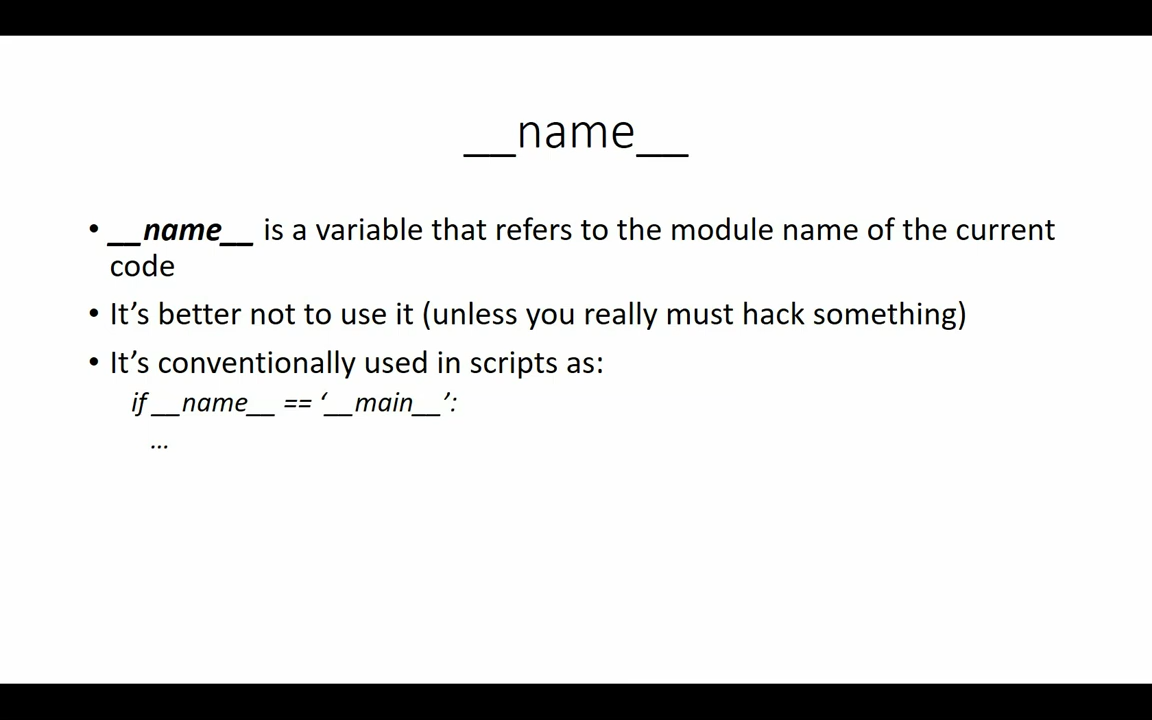 __name__
• __name__ is a variable that refers to the module name of the current
code
• It’s better not to use it (unless you really must hack something)
• It’s conventionally used in scripts as:
if __name__ == ‘__main__’:
…